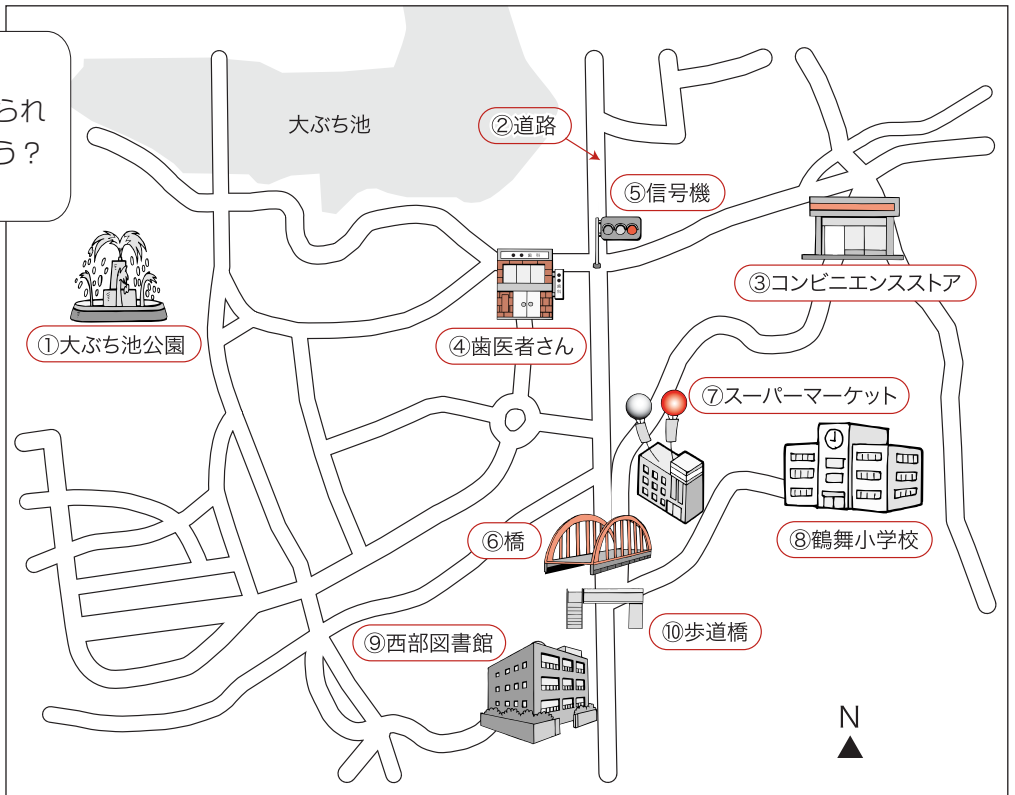 られ
う？
大ぶち池
②道路
⑤信号機
③コンビニエンスストア
①大ぶち池公園
④歯医者さん
⑦スーパーマーケット
⑥橋
⑧鶴舞小学校
⑨西部図書館
⑩歩道橋
N